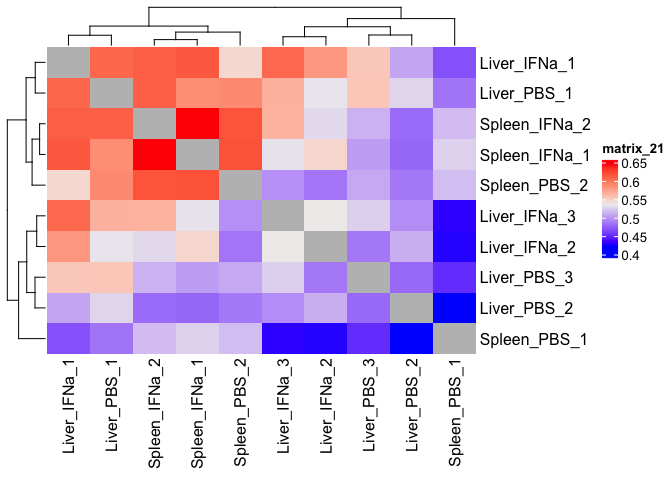 Liver_IFNa_1
Liver_PBS_1
Spleen_IFNa_2
Spleen_IFNa_1
Spleen_PBS_2
Liver_IFNa_3
Liver_IFNa_2
Liver_PBS_3
Liver_PBS_2
Spleen_PBS_1
matrix_21
0.65
0.6
0.55
0.5
0.45
0.4
Liver_IFNa_1
Liver_PBS_1
Spleen_IFNa_2
Spleen_IFNa_1
Spleen_PBS_2
Liver_IFNa_3
Liver_IFNa_2
Liver_PBS_3
Liver_PBS_2
Spleen_PBS_1